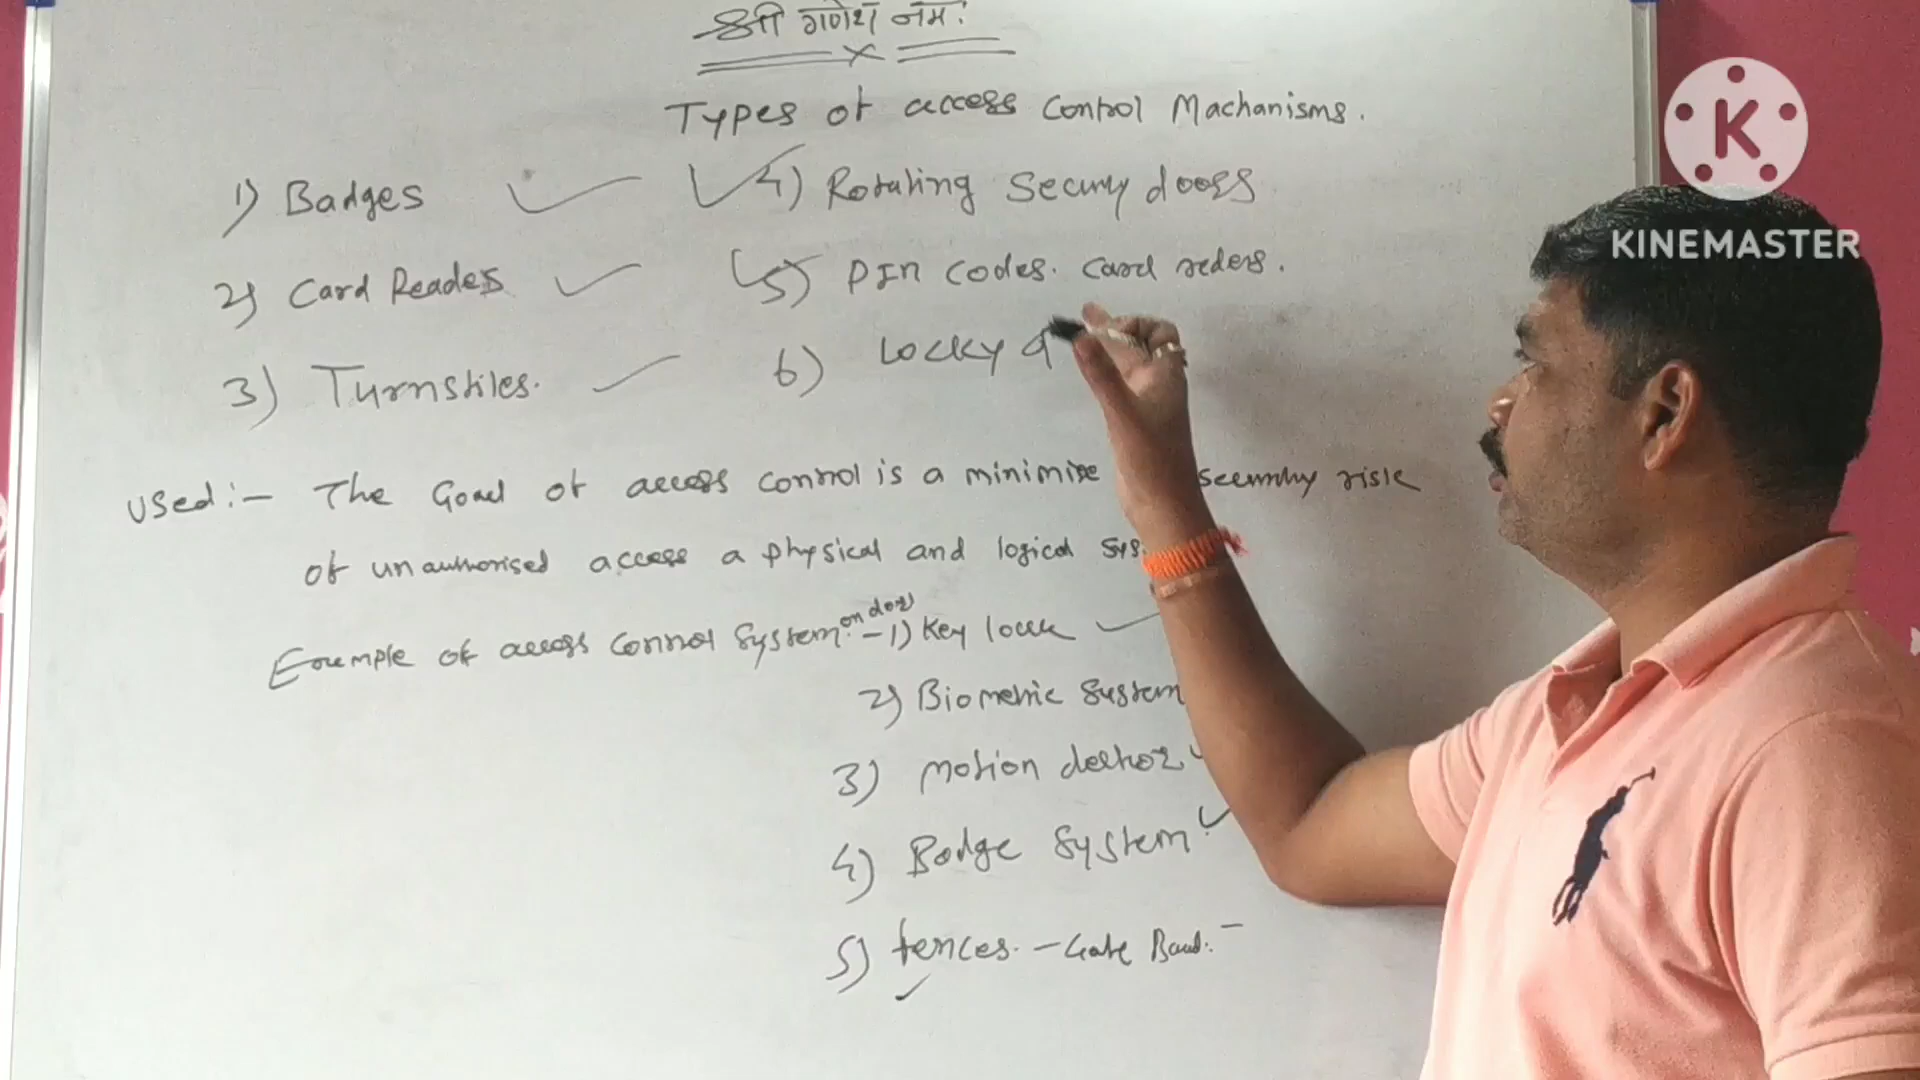 श्री गणेश नमः
Types of access Control Machanisms.
1) Badges
2) Card Readers
3) Turnstiles.
4) Rotating Security doors
5) PIN Codes. Card reders.
6) Locky
Used:- The Goal of access control is a minimize security risk
of unauthorised access a physical and logical sys.
Example of access Control System. on door -1) Key lock
2) Biometric System
3) Motion
4) Badge System
5) fences. - Gate
K
KINEMASTER